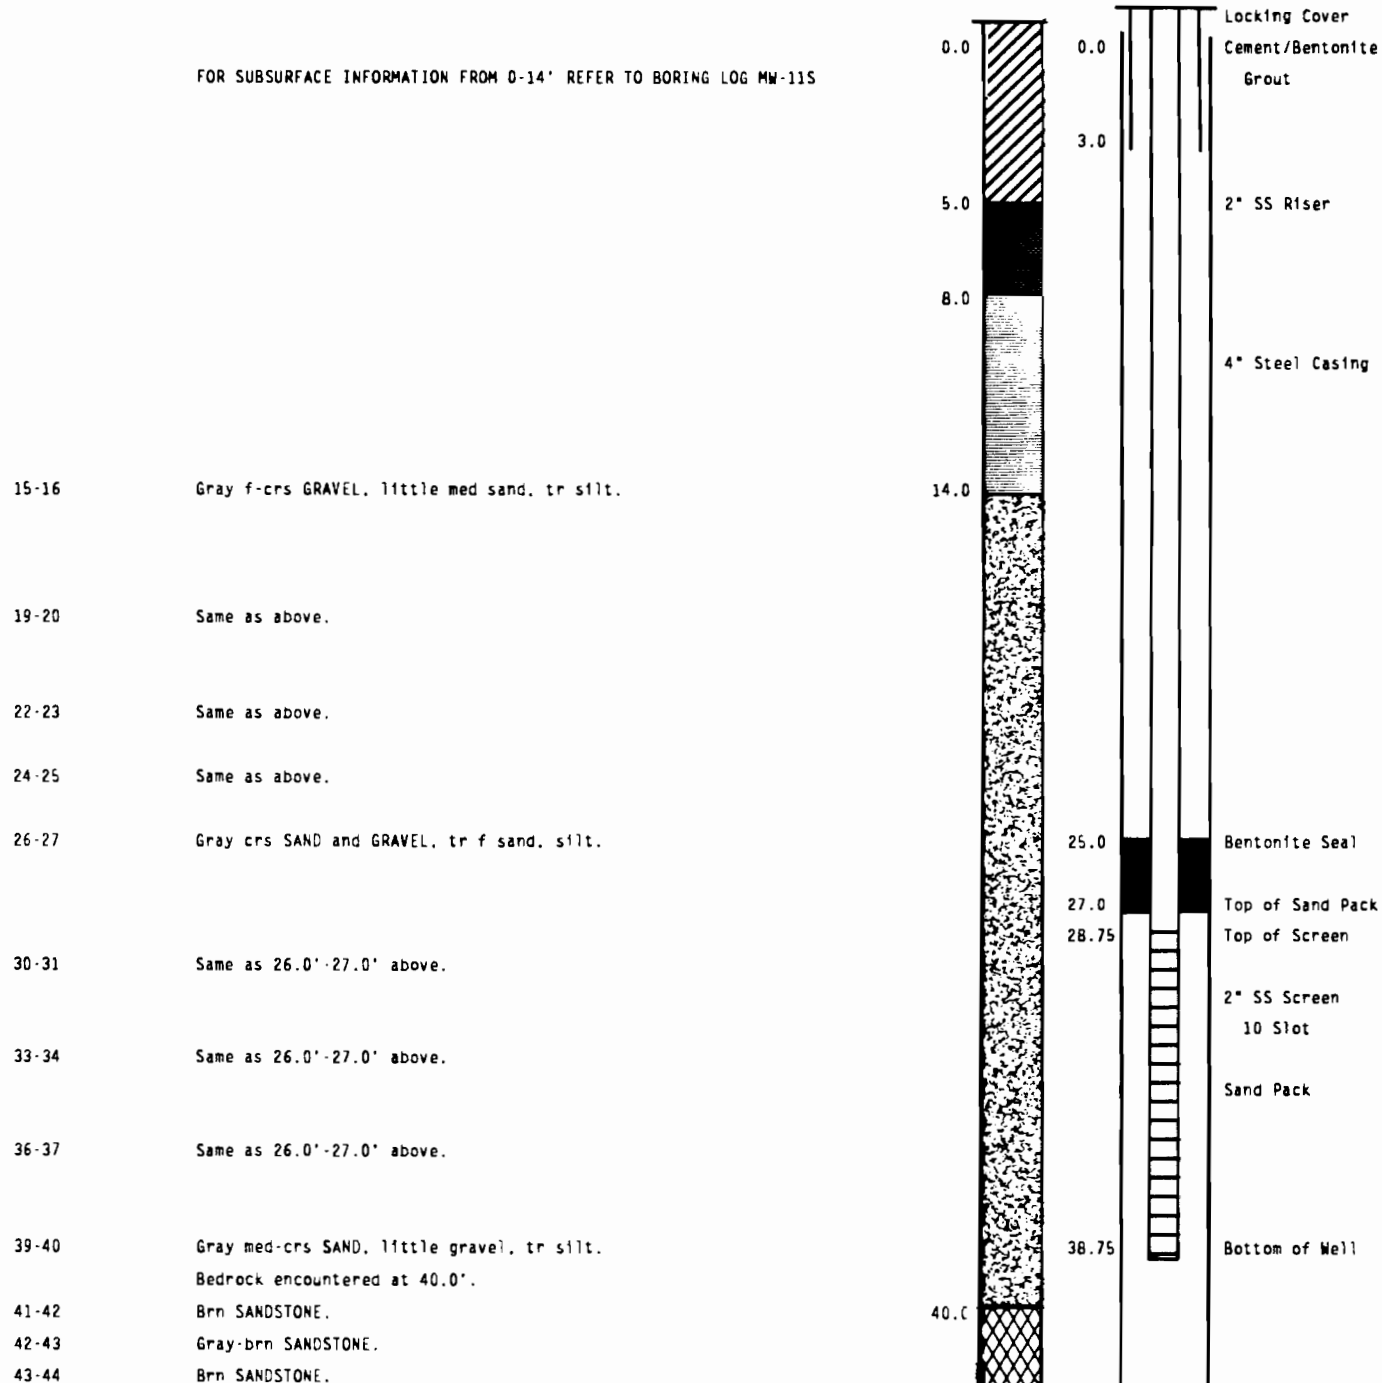 Locking Cover
0.0 0.0 Cement/Bentonite
FOR SUBSURFACE INFORMATION FROM 0-14' REFER TO BORING LOG MW-11S Grout
3.0
5.0 2" SS Riser
8.0
4" Steel Casing
15-16 Gray f-crs GRAVEL, little med sand, tr silt. 14.0
19-20 Same as above.
22-23 Same as above.
24-25 Same as above.
26-27 Gray crs SAND and GRAVEL, tr f sand, silt. 25.0 Bentonite Seal
27.0 Top of Sand Pack
28.75 Top of Screen
30-31 Same as 26.0'-27.0' above.
2" SS Screen
10 Slot
33-34 Same as 26.0'-27.0' above.
Sand Pack
36-37 Same as 26.0'-27.0' above.
39-40 Gray med-crs SAND, little gravel, tr silt. 38.75 Bottom of Well
Bedrock encountered at 40.0'.
41-42 Brn SANDSTONE. 40.0
42-43 Gray-brn SANDSTONE.
43-44 Brn SANDSTONE.